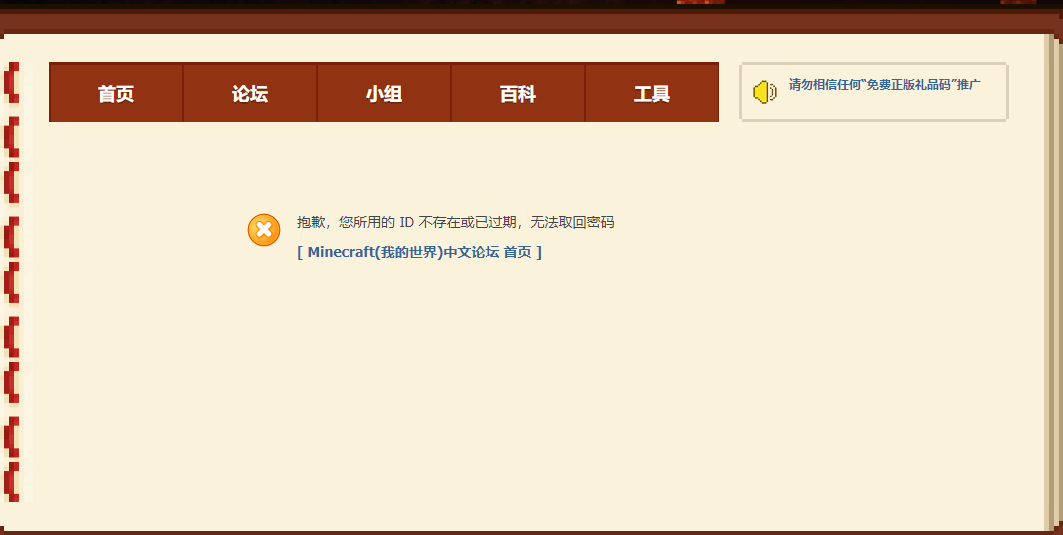 首页 论坛 小组 百科 工具
请勿相信任何“免费正版礼品码”推广
抱歉，您所用的 ID 不存在或已过期，无法取回密码
[ Minecraft(我的世界)中文论坛 首页 ]